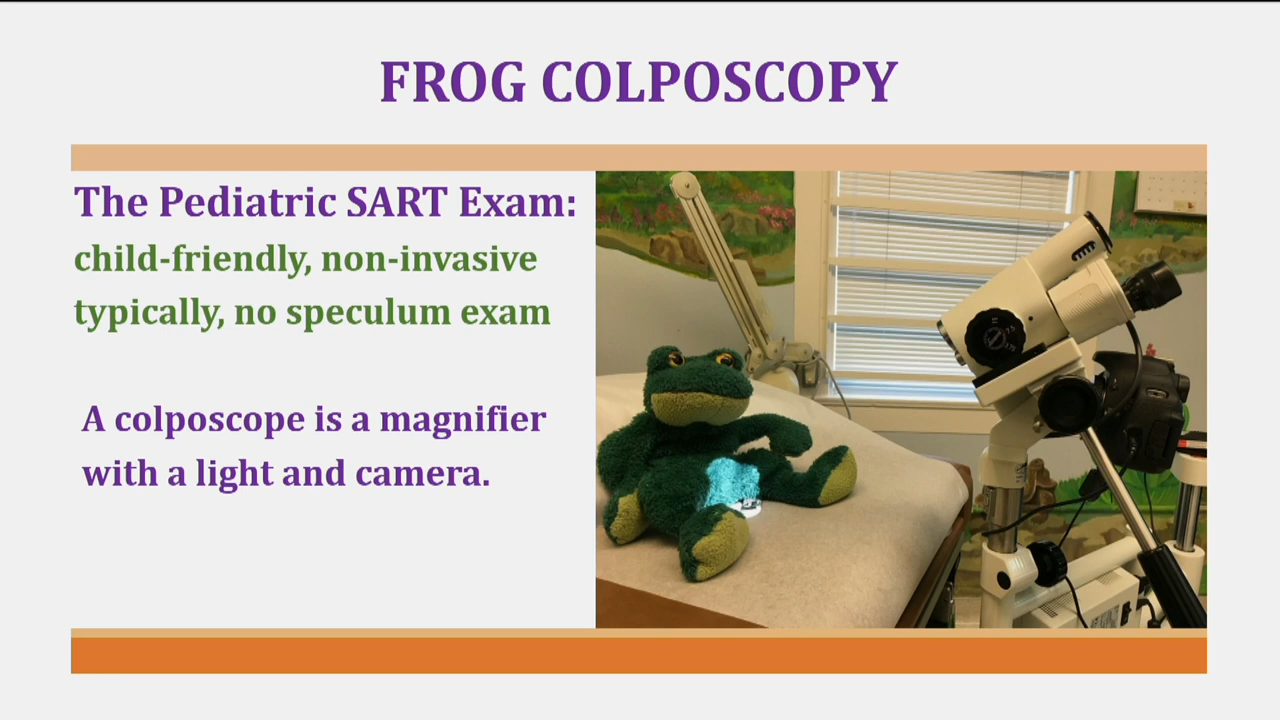 FROG COLPOSCOPY
The Pediatric SART Exam:
child-friendly, non-invasive
typically, no speculum exam
A colposcope is a magnifier
with a light and camera.